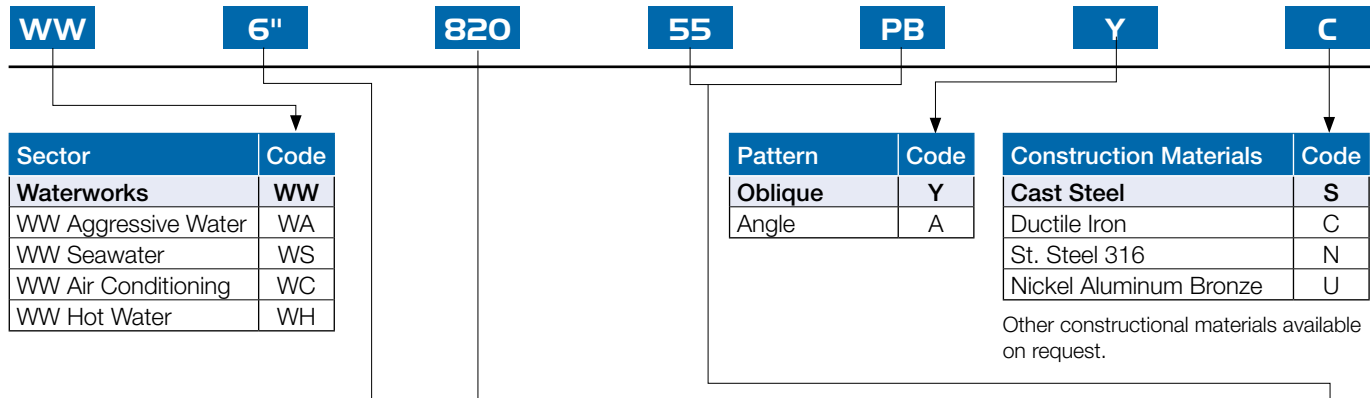 WW 6" 820 55 PB Y C
Sector Code
Waterworks WW
WW Aggressive Water WA
WW Seawater WS
WW Air Conditioning WC
WW Hot Water WH
Pattern Code
Oblique Y
Angle A
Construction Materials Code
Cast Steel S
Ductile Iron C
St. Steel 316 N
Nickel Aluminum Bronze U
Other constructional materials available
on request.